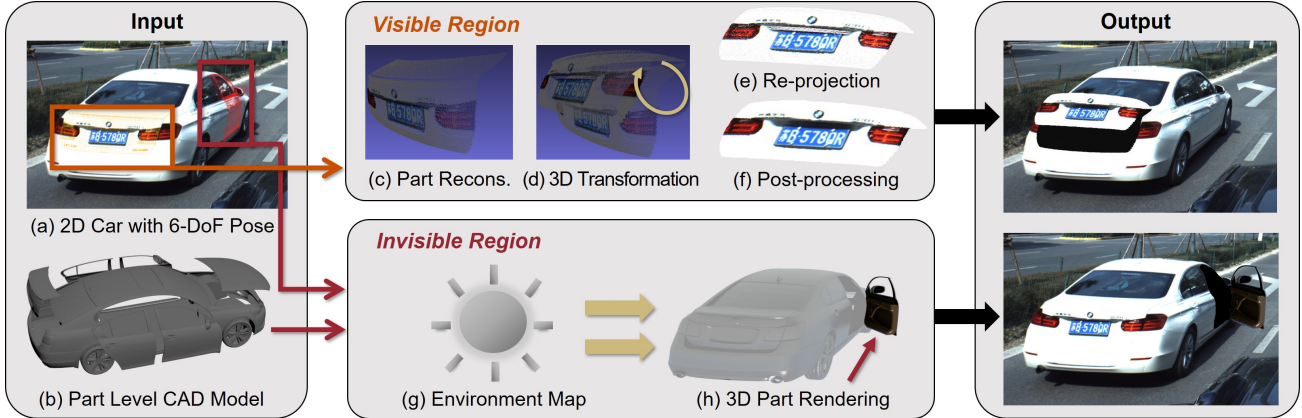 Input
(a) 2D Car with 6-DoF Pose
(b) Part Level CAD Model
Visible Region
(c) Part Recons.
(d) 3D Transformation
(e) Re-projection
(f) Post-processing
Invisible Region
(g) Environment Map
(h) 3D Part Rendering
Output